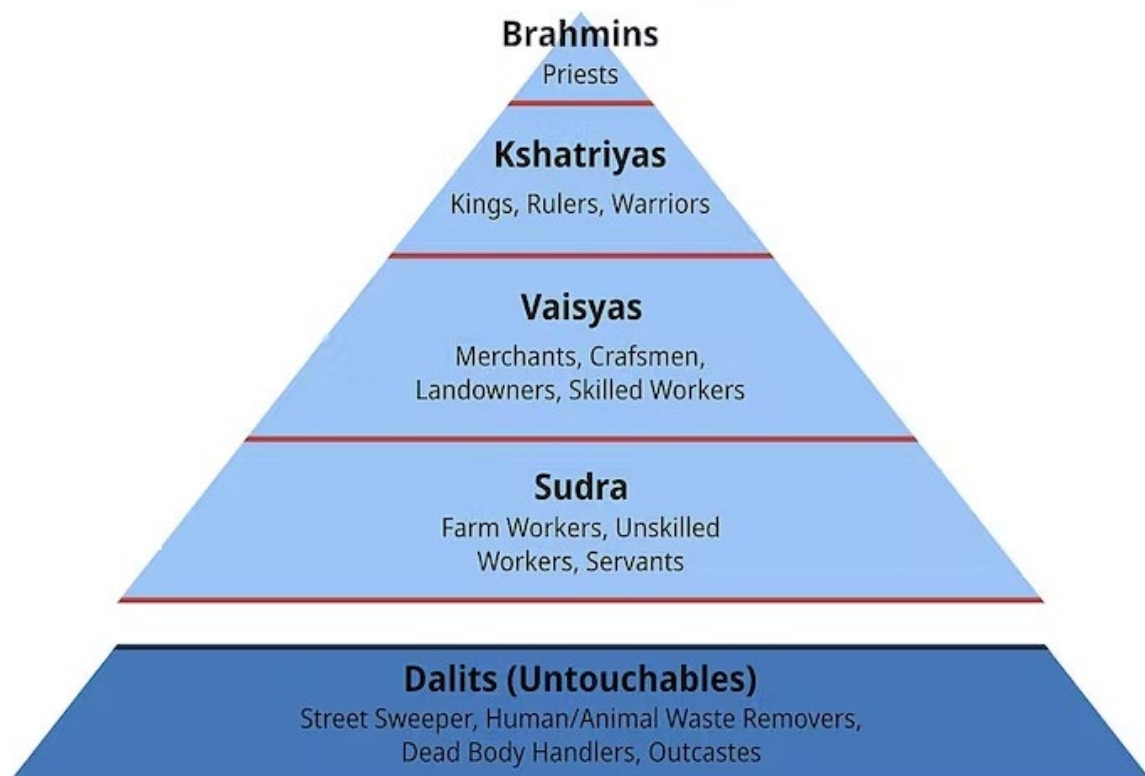 Brahmins
Priests
Kshatriyas
Kings, Rulers, Warriors
Vaisyas
Merchants, Crafsmen,
Landowners, Skilled Workers
Sudra
Farm Workers, Unskilled
Workers, Servants
Dalits (Untouchables)
Street Sweeper, Human/Animal Waste Removers,
Dead Body Handlers, Outcastes